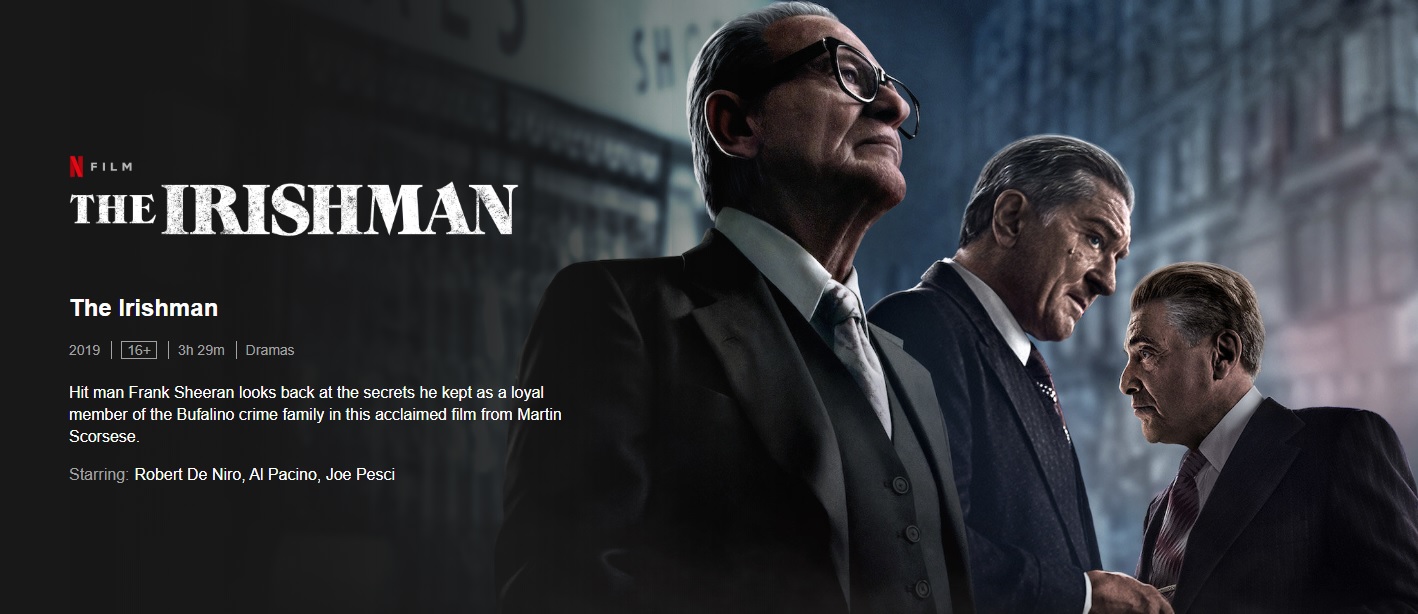 SHO
N FILM
THE IRISHMAN
The Irishman
2019 | 16+ | 3h 29m | Dramas
Hit man Frank Sheeran looks back at the secrets he kept as a loyal
member of the Bufalino crime family in this acclaimed film from Martin
Scorsese.
Starring: Robert De Niro, Al Pacino, Joe Pesci